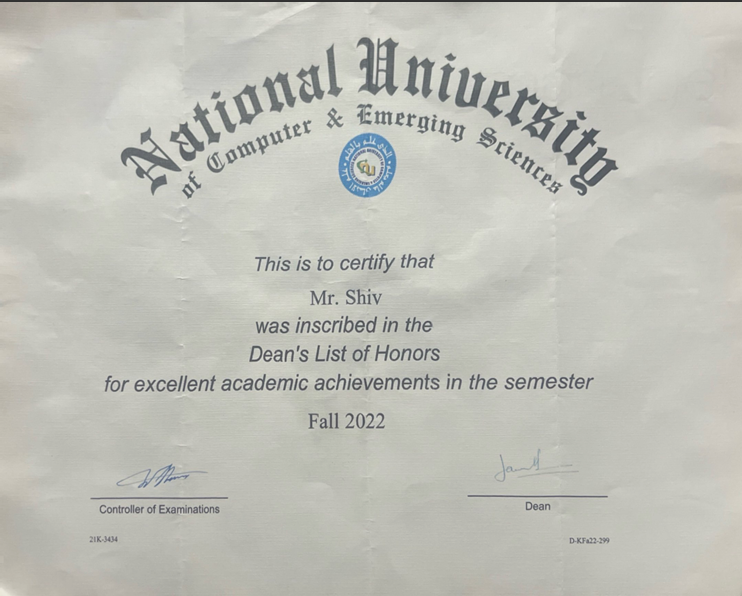 National University
of Computer & Emerging Sciences
This is to certify that
Mr. Shiv
was inscribed in the
Dean's List of Honors
for excellent academic achievements in the semester
Fall 2022
Controller of Examinations
Dean
21K-3434
D-KFa22-299